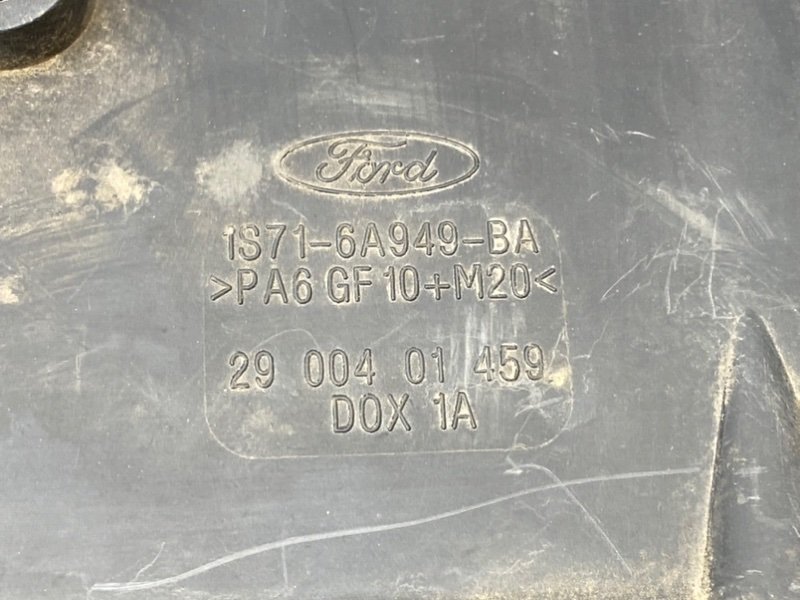 Ford
1S71-6A949-BA
>PA6 GF10+M20<
29 004 01 459
DOX 1A